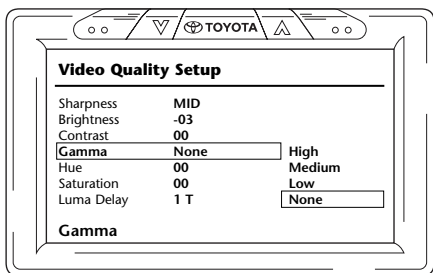 TOYOTA
Video Quality Setup
Sharpness MID
Brightness -03
Contrast 00
Gamma None High
Hue 00 Medium
Saturation 00 Low
Luma Delay 1 T None
Gamma